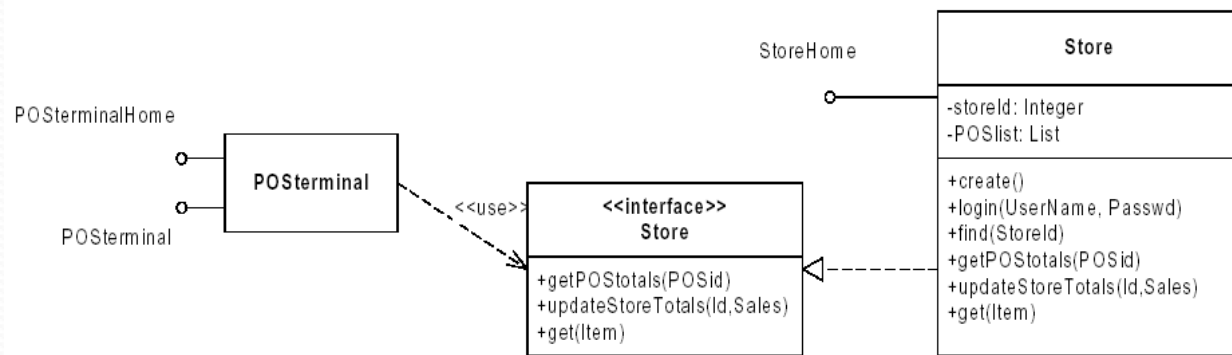 POSterminalHome
POSterminal
POSterminal
<<use>>
<<interface>>
Store
+getPOStotals(POSid)
+updateStoreTotals(Id,Sales)
+get(Item)
StoreHome
Store
-storeId: Integer
-POSlist: List
+create()
+login(UserName, Passwd)
+find(StoreId)
+getPOStotals(POSid)
+updateStoreTotals(Id,Sales)
+get(Item)